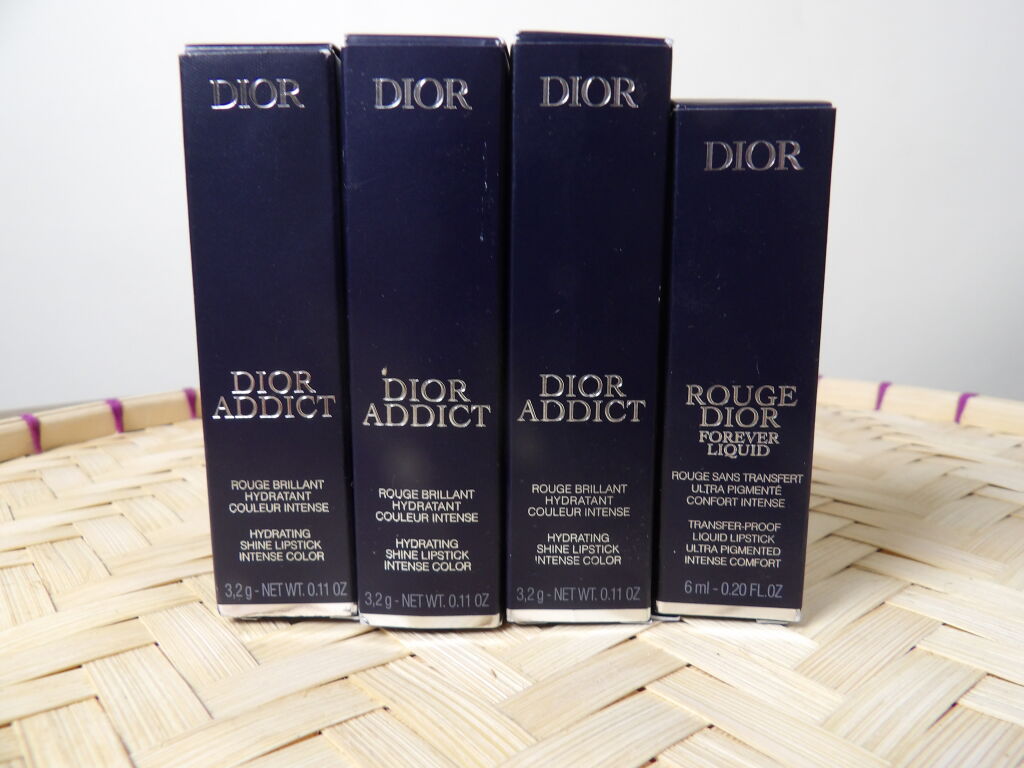 DIOR
DIOR
ADDICT
ROUGE BRILLANT
HYDRATANT
COULEUR INTENSE
HYDRATING
SHINE LIPSTICK
INTENSE COLOR
3,2 g - NET WT. 0.11 OZ
DIOR
DIOR
ADDICT
ROUGE BRILLANT
HYDRATANT
COULEUR INTENSE
HYDRATING
SHINE LIPSTICK
INTENSE COLOR
3,2 g - NET WT. 0.11 OZ
DIOR
DIOR
ADDICT
ROUGE BRILLANT
HYDRATANT
COULEUR INTENSE
HYDRATING
SHINE LIPSTICK
INTENSE COLOR
3,2 g - NET WT. 0.11 OZ
DIOR
ROUGE
DIOR
FOREVER
LIQUID
ROUGE SANS TRANSFERT
ULTRA PIGMENTÉ
CONFORT INTENSE
TRANSFER-PROOF
LIQUID LIPSTICK
ULTRA PIGMENTED
INTENSE COMFORT
6 ml - 0.20 FL.OZ